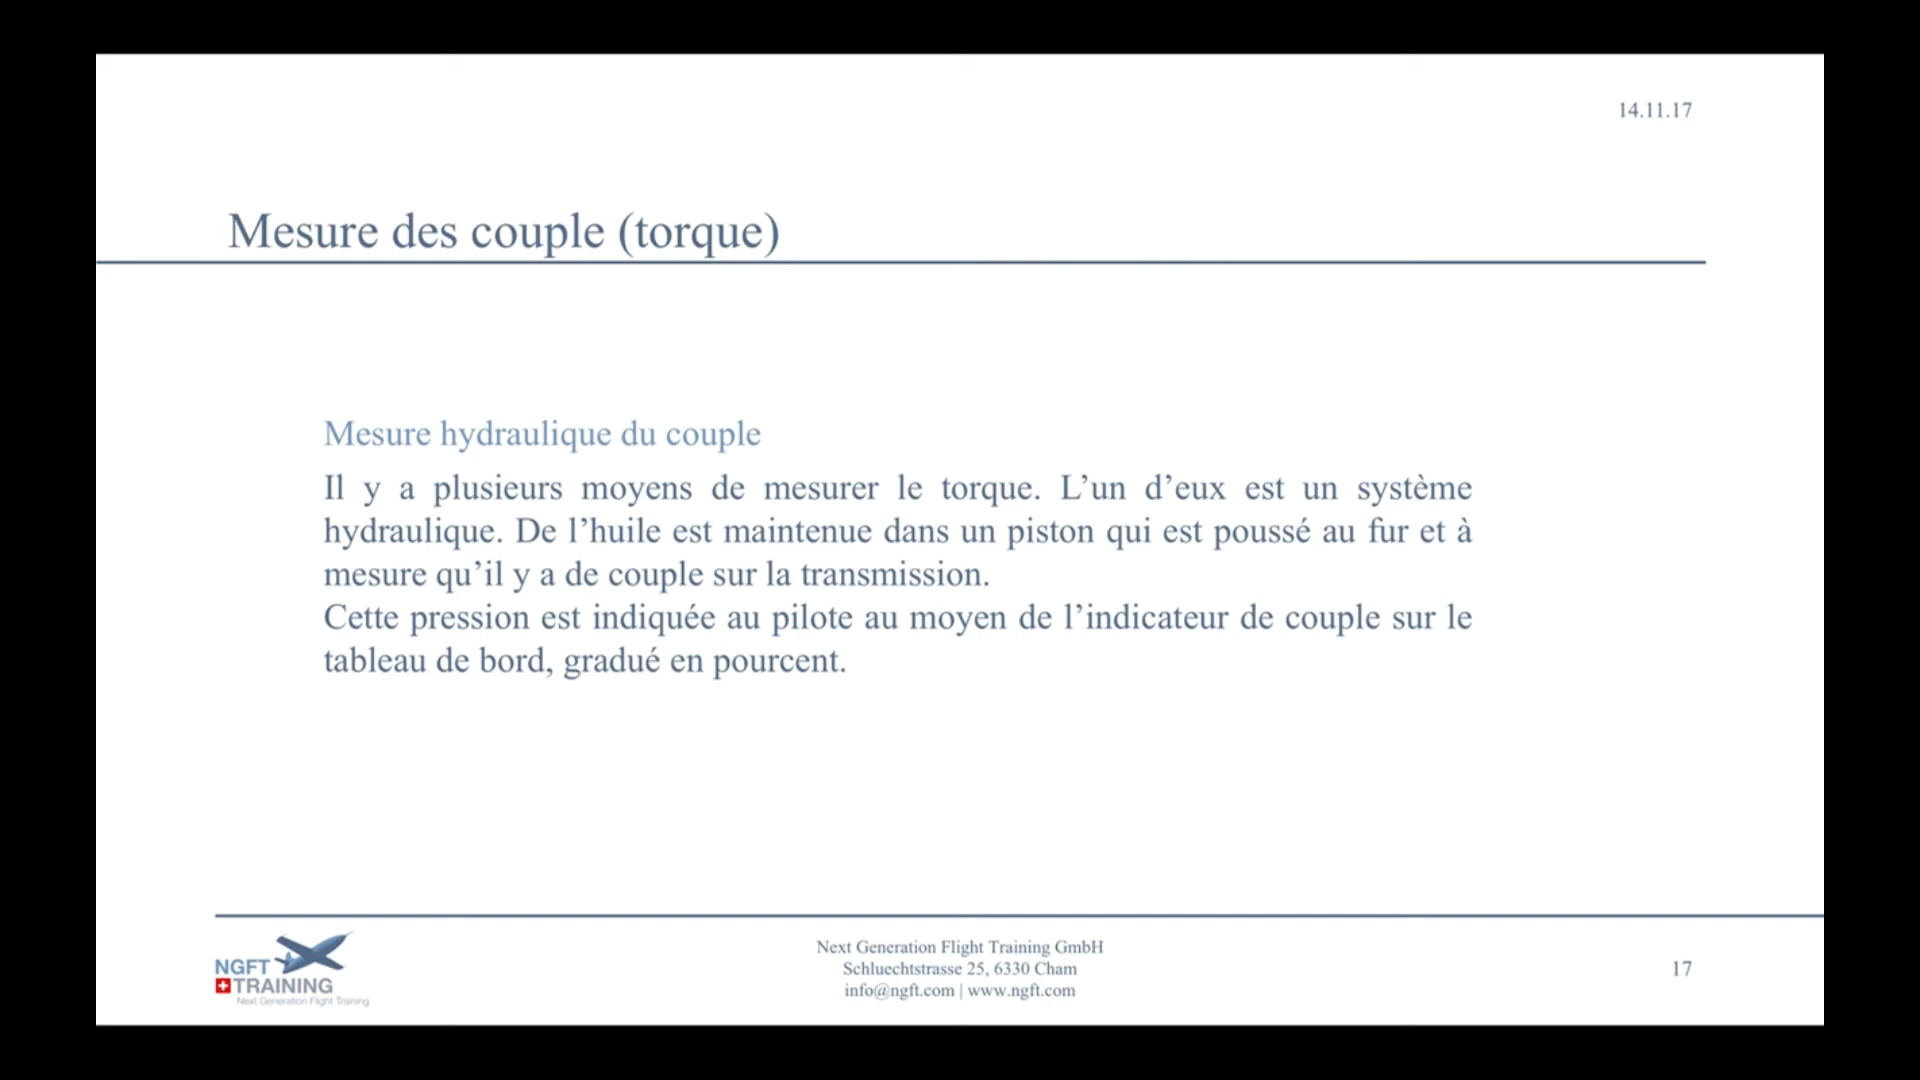 14.11.17
Mesure des couple (torque)
Mesure hydraulique du couple
Il y a plusieurs moyens de mesurer le torque. L’un d’eux est un système
hydraulique. De l’huile est maintenue dans un piston qui est poussé au fur et à
mesure qu’il y a de couple sur la transmission.
Cette pression est indiquée au pilote au moyen de l’indicateur de couple sur le
tableau de bord, gradué en pourcent.
NGFT
TRAINING
Next Generation Flight Training
Next Generation Flight Training GmbH
Schluechtstrasse 25, 6330 Cham
info@ngft.com | www.ngft.com
17